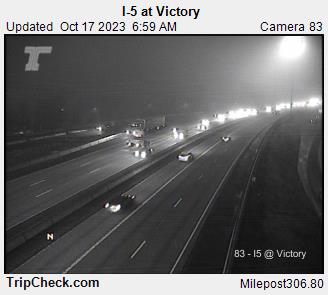 I-5 at Victory
Updated Oct 17 2023 6:59 AM Camera 83
T
N
83 - I5 @ Victory
TripCheck.com Milepost306.80